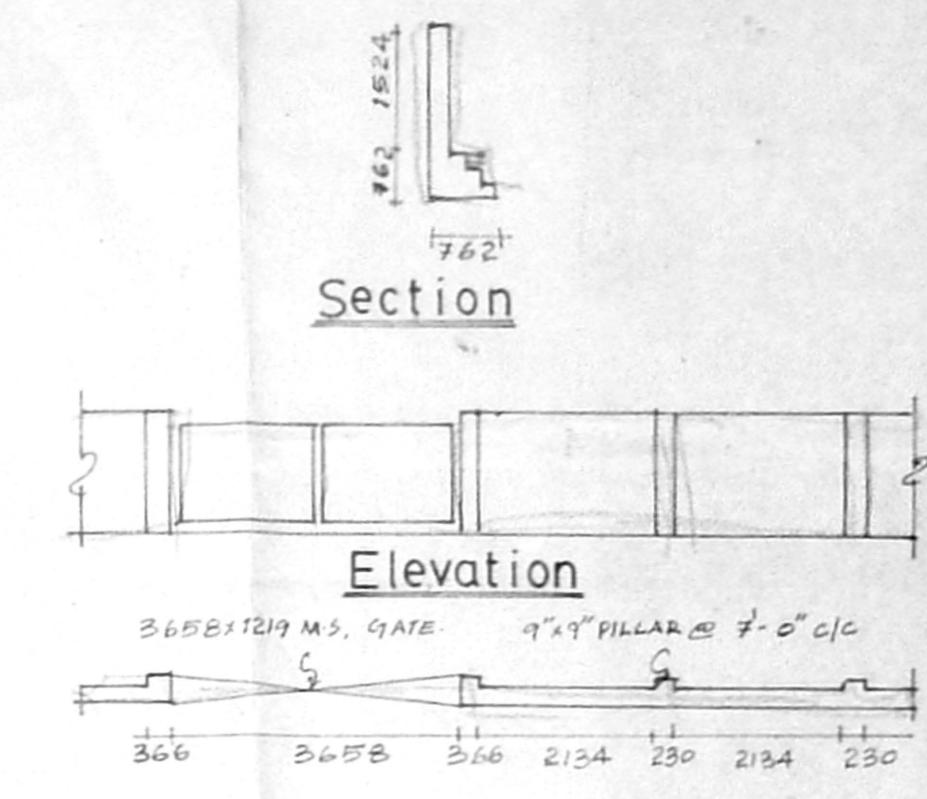 1524
762
762
Section
Elevation
3658x1219 M.S. GATE. 9"x9" PILLAR @ 7'-0" C/C
366 3658 366 2134 230 2134 230